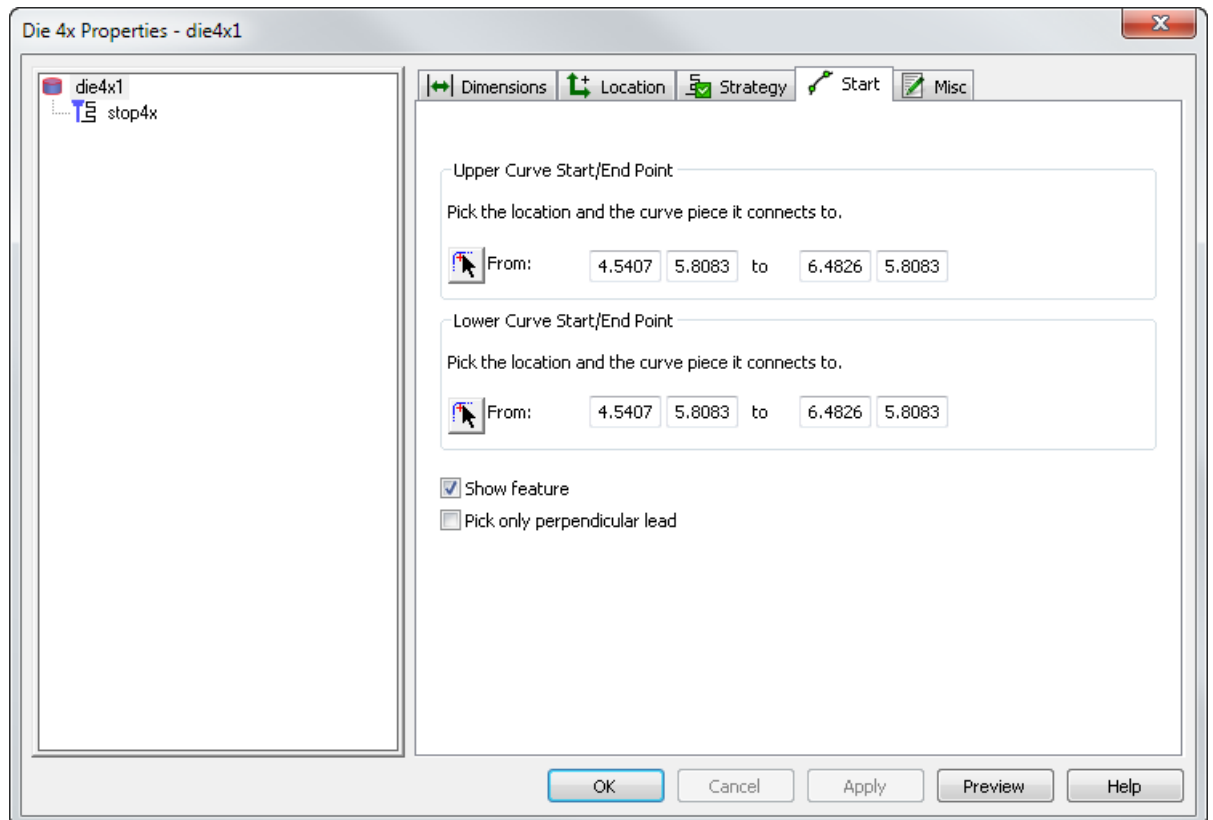 Die 4x Properties - die4x1
die4x1
stop4x
Dimensions Location Strategy Start Misc
Upper Curve Start/End Point
Pick the location and the curve piece it connects to.
From: 4.5407 5.8083 to 6.4826 5.8083
Lower Curve Start/End Point
Pick the location and the curve piece it connects to.
From: 4.5407 5.8083 to 6.4826 5.8083
Show feature
Pick only perpendicular lead
OK Cancel Apply Preview Help